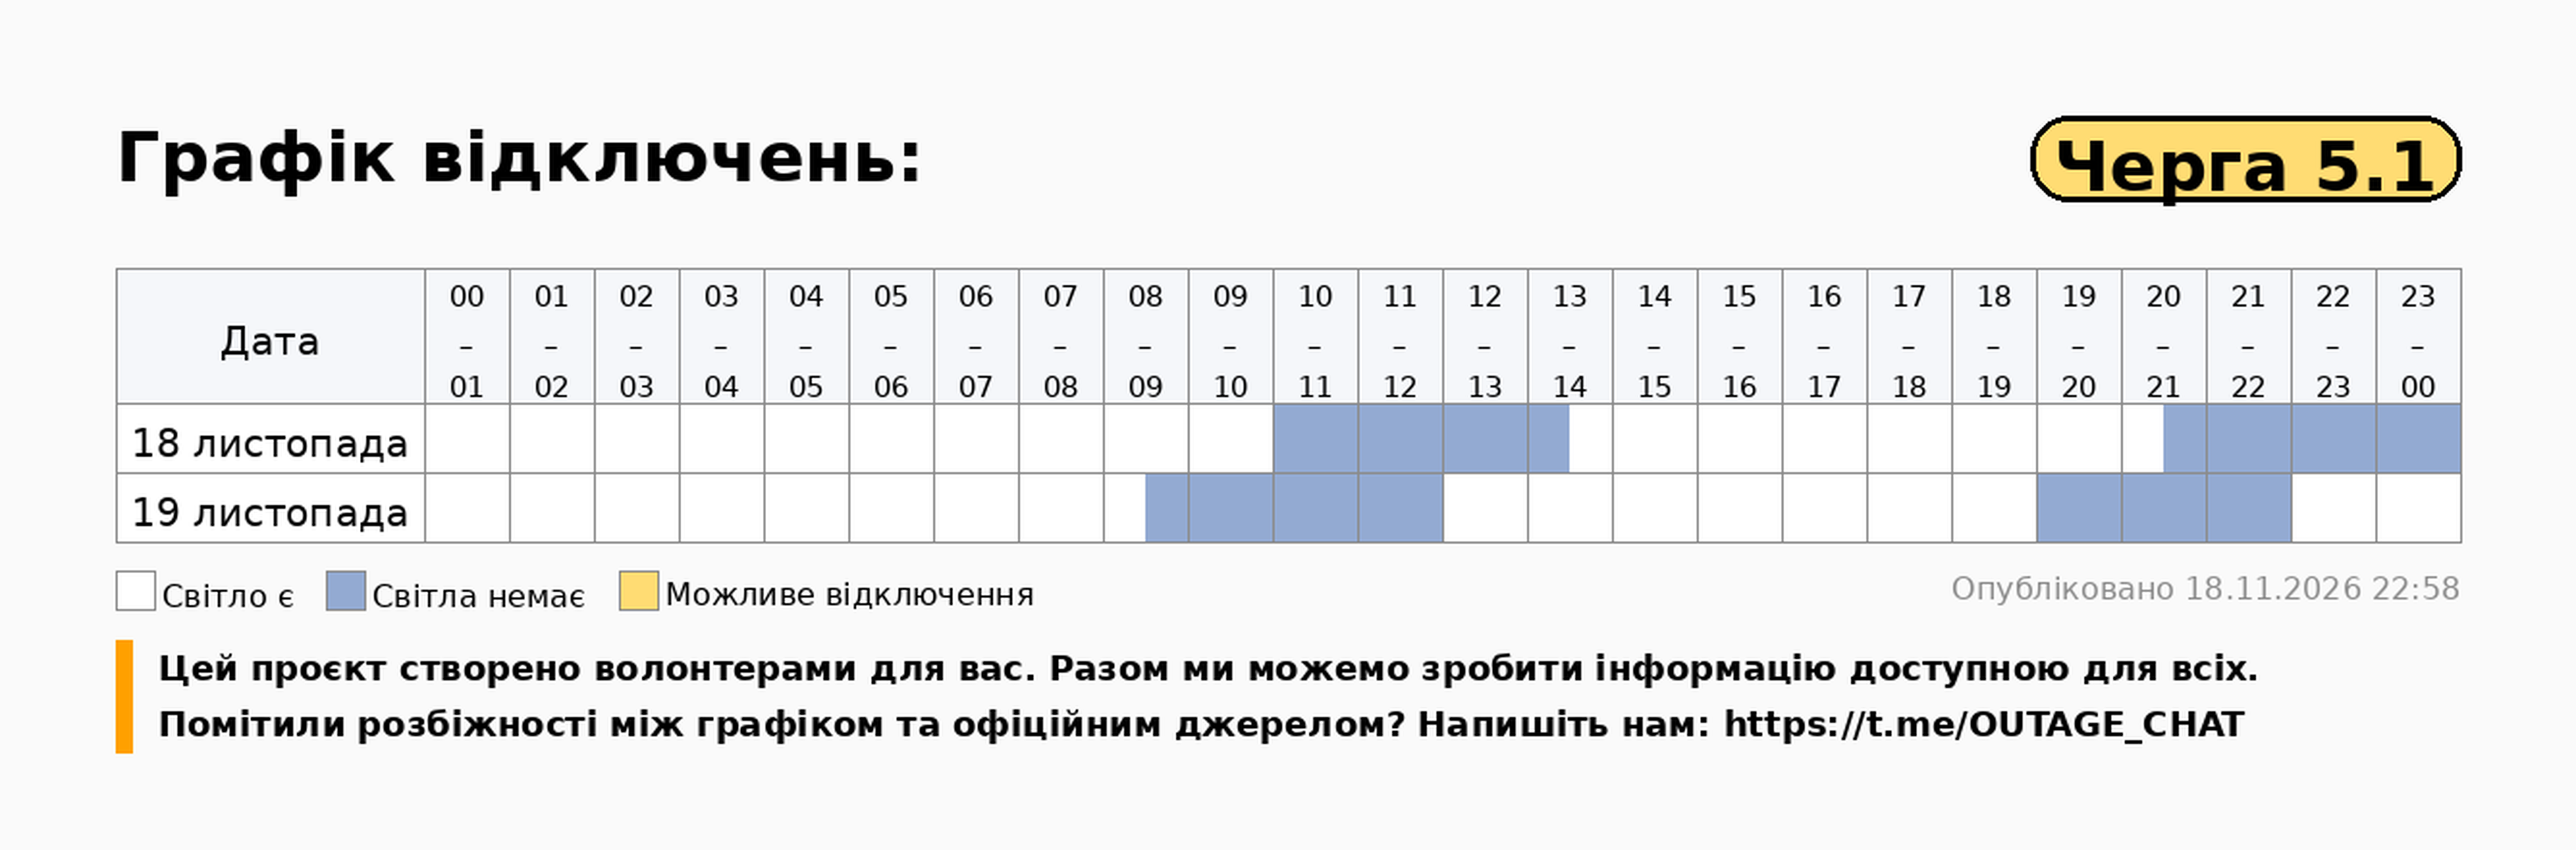 Графік відключень:
Черга 5.1
Дата 00 – 01 01 – 02 02 – 03 03 – 04 04 – 05 05 – 06 06 – 07 07 – 08 08 – 09 09 – 10 10 – 11 11 – 12 12 – 13 13 – 14 14 – 15 15 – 16 16 – 17 17 – 18 18 – 19 19 – 20 20 – 21 21 – 22 22 – 23 23 – 00
18 листопада
19 листопада
Світло є Світла немає Можливе відключення
Опубліковано 18.11.2026 22:58
Цей проєкт створено волонтерами для вас. Разом ми можемо зробити інформацію доступною для всіх.
Помітили розбіжності між графіком та офіційним джерелом? Напишіть нам: https://t.me/OUTAGE_CHAT